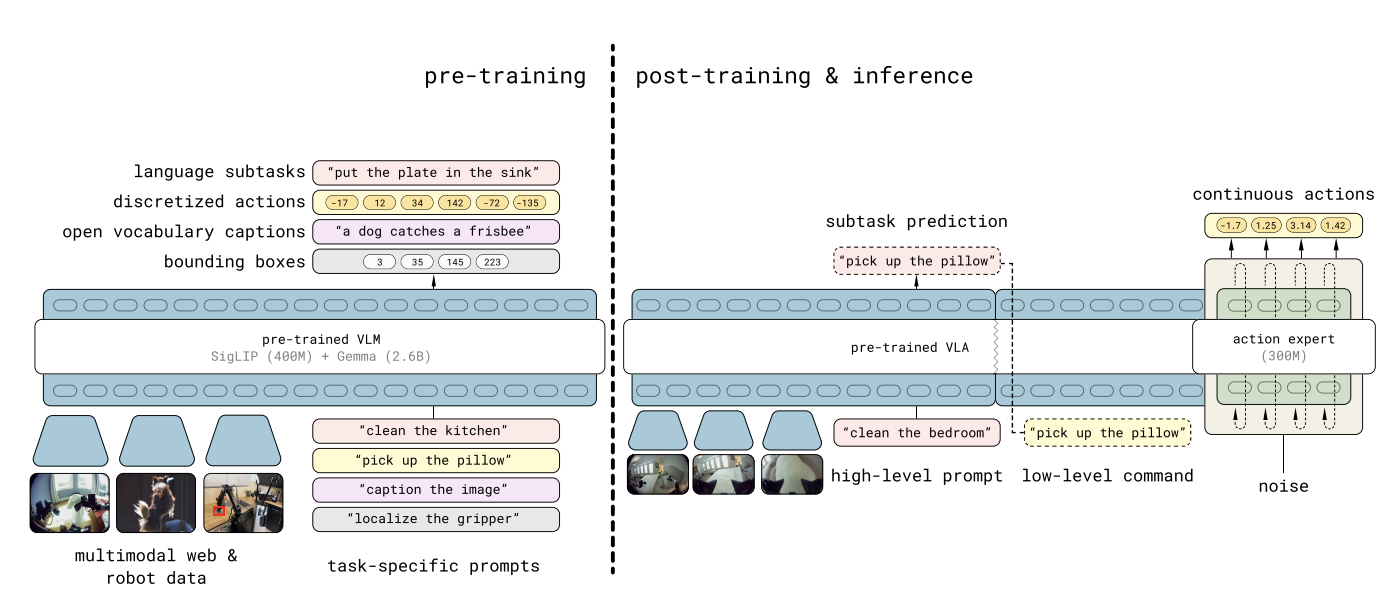 pre-training
post-training & inference
language subtasks
“put the plate in the sink”
discretized actions
-17 12 34 142 -72 -135
open vocabulary captions
“a dog catches a frisbee”
bounding boxes
3 35 145 223
pre-trained VLM
SigLIP (400M) + Gemma (2.6B)
“clean the kitchen”
“pick up the pillow”
“caption the image”
“localize the gripper”
multimodal web &
robot data
task-specific prompts
continuous actions
-1.7 1.25 3.14 1.42
subtask prediction
“pick up the pillow”
pre-trained VLA
action expert
(300M)
“clean the bedroom”
“pick up the pillow”
high-level prompt
low-level command
noise